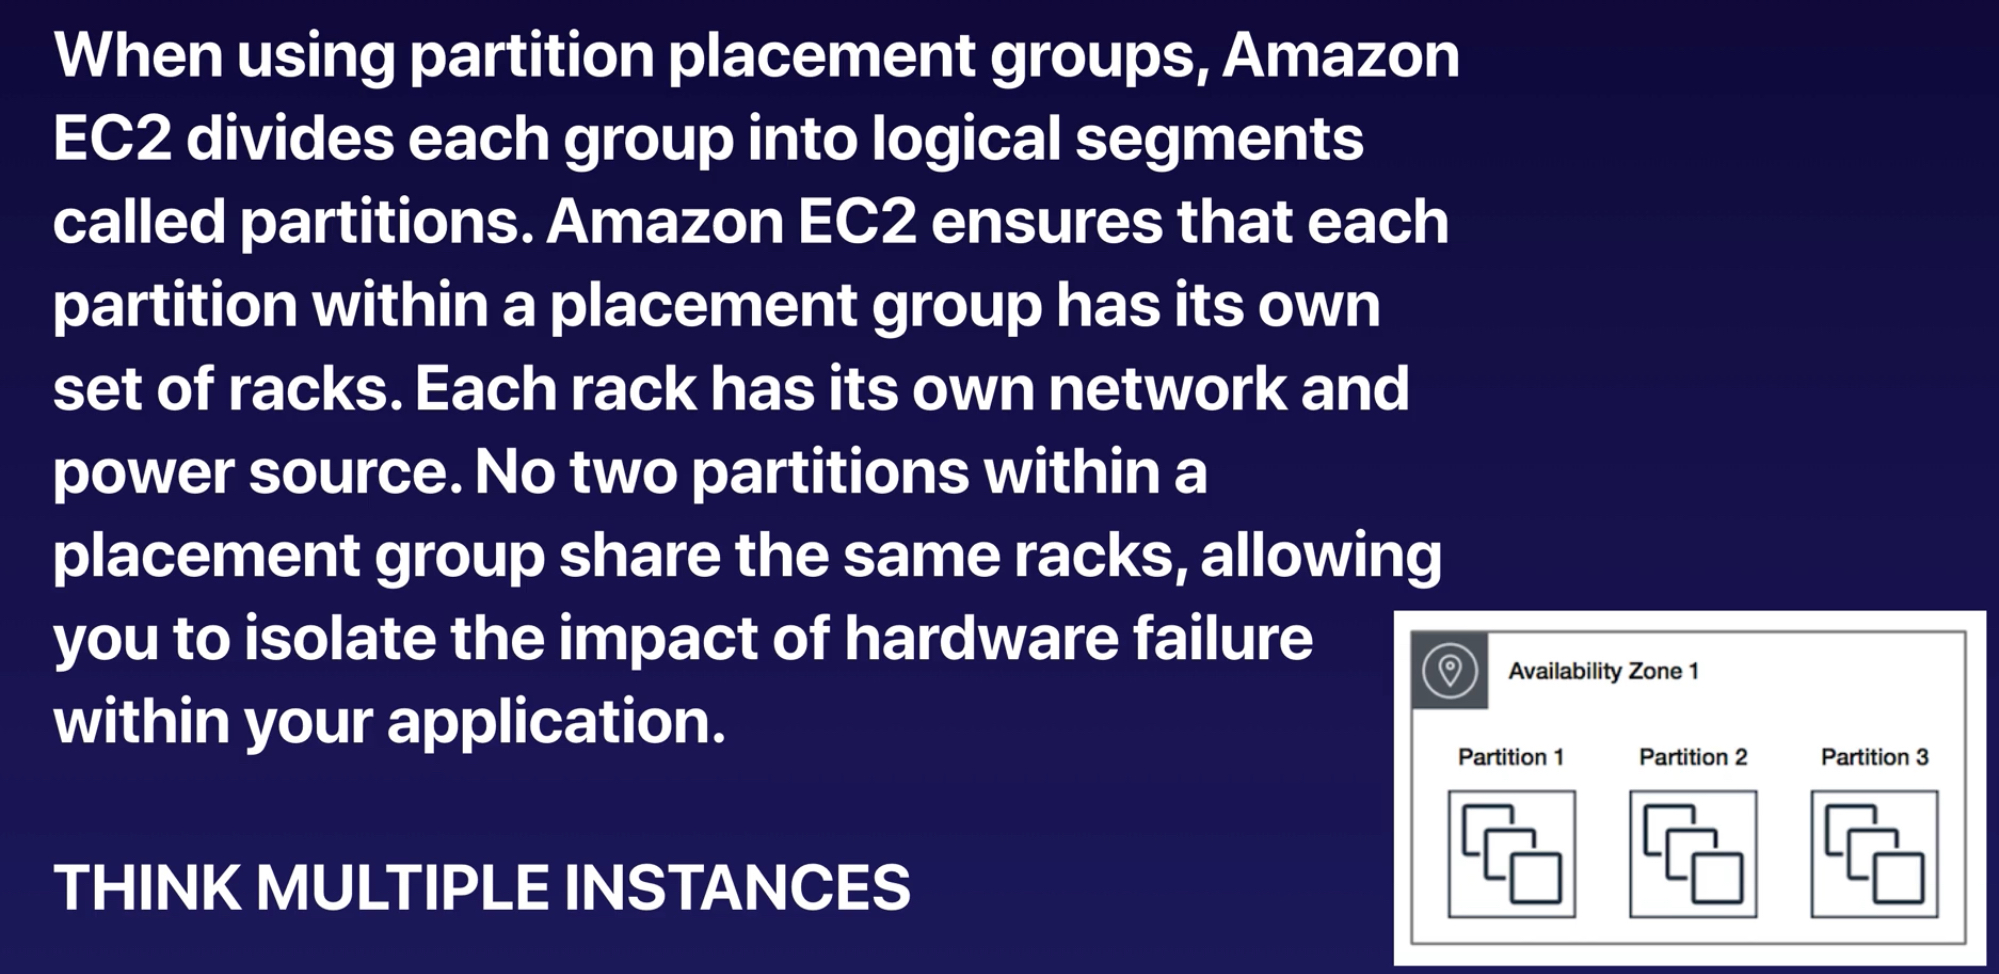 When using partition placement groups, Amazon
EC2 divides each group into logical segments
called partitions. Amazon EC2 ensures that each
partition within a placement group has its own
set of racks. Each rack has its own network and
power source. No two partitions within a
placement group share the same racks, allowing
you to isolate the impact of hardware failure
within your application.
THINK MULTIPLE INSTANCES
Availability Zone 1
Partition 1 Partition 2 Partition 3